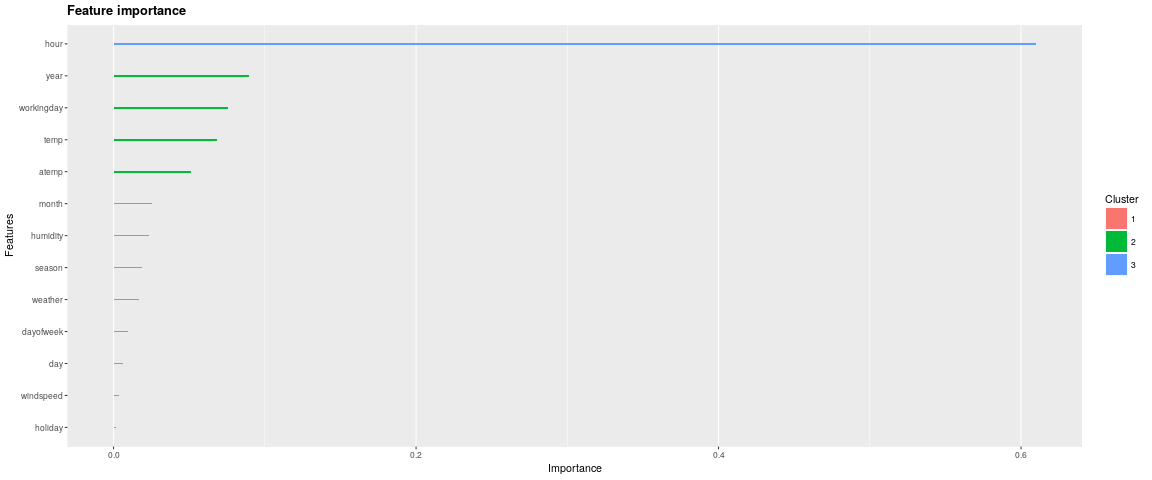 Feature importance
hour
year
workingday
temp
atemp
month
humidity
season
weather
dayofweek
day
windspeed
holiday
Features
0.0
0.2
0.4
0.6
Importance
Cluster
1
2
3